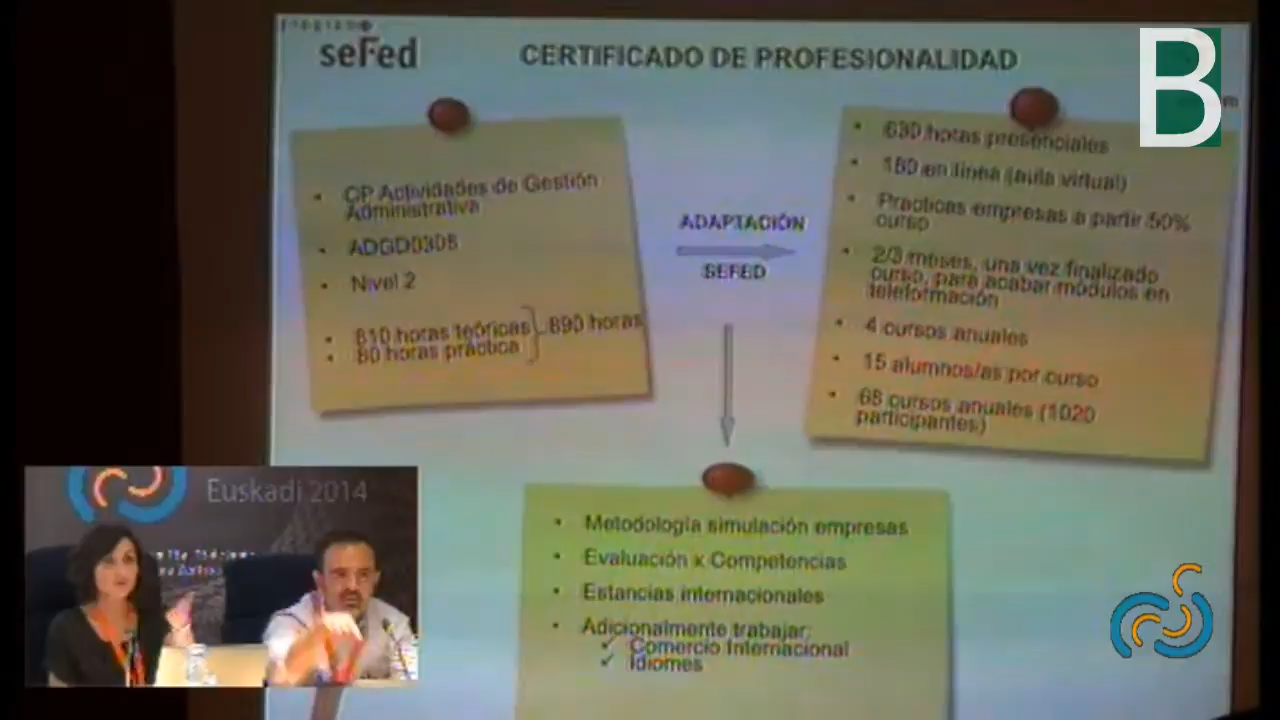 seFed
CERTIFICADO DE PROFESIONALIDAD
B
• CP Actividades de Gestión
Administrativa
• ADGD0308
• Nivel 2
• 810 horas teóricas
• 80 horas práctica
890 horas
ADAPTACIÓN
SEFED
• 630 horas presenciales
• 180 en línea (aula virtual)
• Prácticas empresas a partir 50%
curso
• 2/3 meses, una vez finalizado
curso, para acabar módulos en
teleformación
• 4 cursos anuales
• 15 alumnos/as por curso
• 68 cursos anuales (1020
participantes)
• Metodología simulación empresas
• Evaluación x Competencias
• Estancias internacionales
• Adicionalmente trabajar:
✓ Comercio Internacional
✓ Idiomes
Euskadi 2014